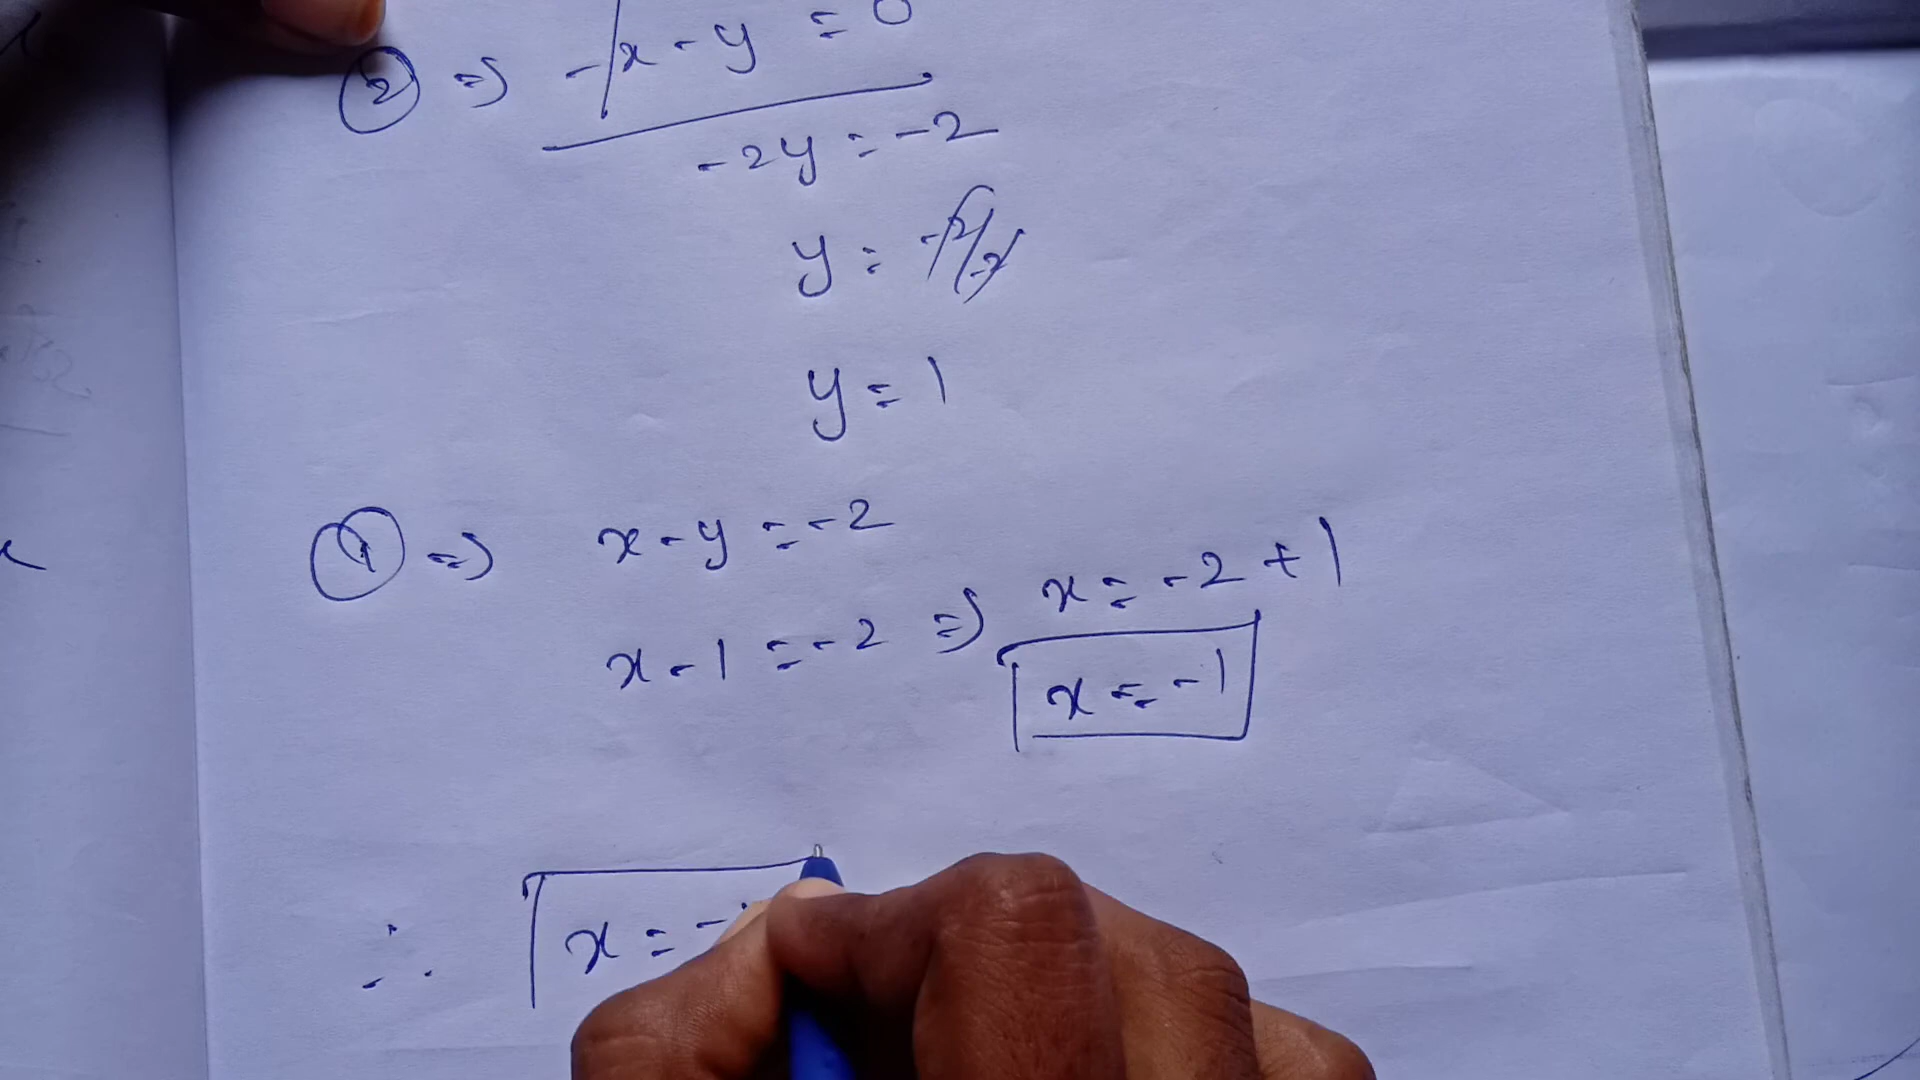 ② ⇒ -x - y = 0
-2y = -2
y = -2/-2
y = 1
① ⇒ x - y = -2
x - 1 = -2 ⇒ x = -2 + 1
x = -1
∴ x = -